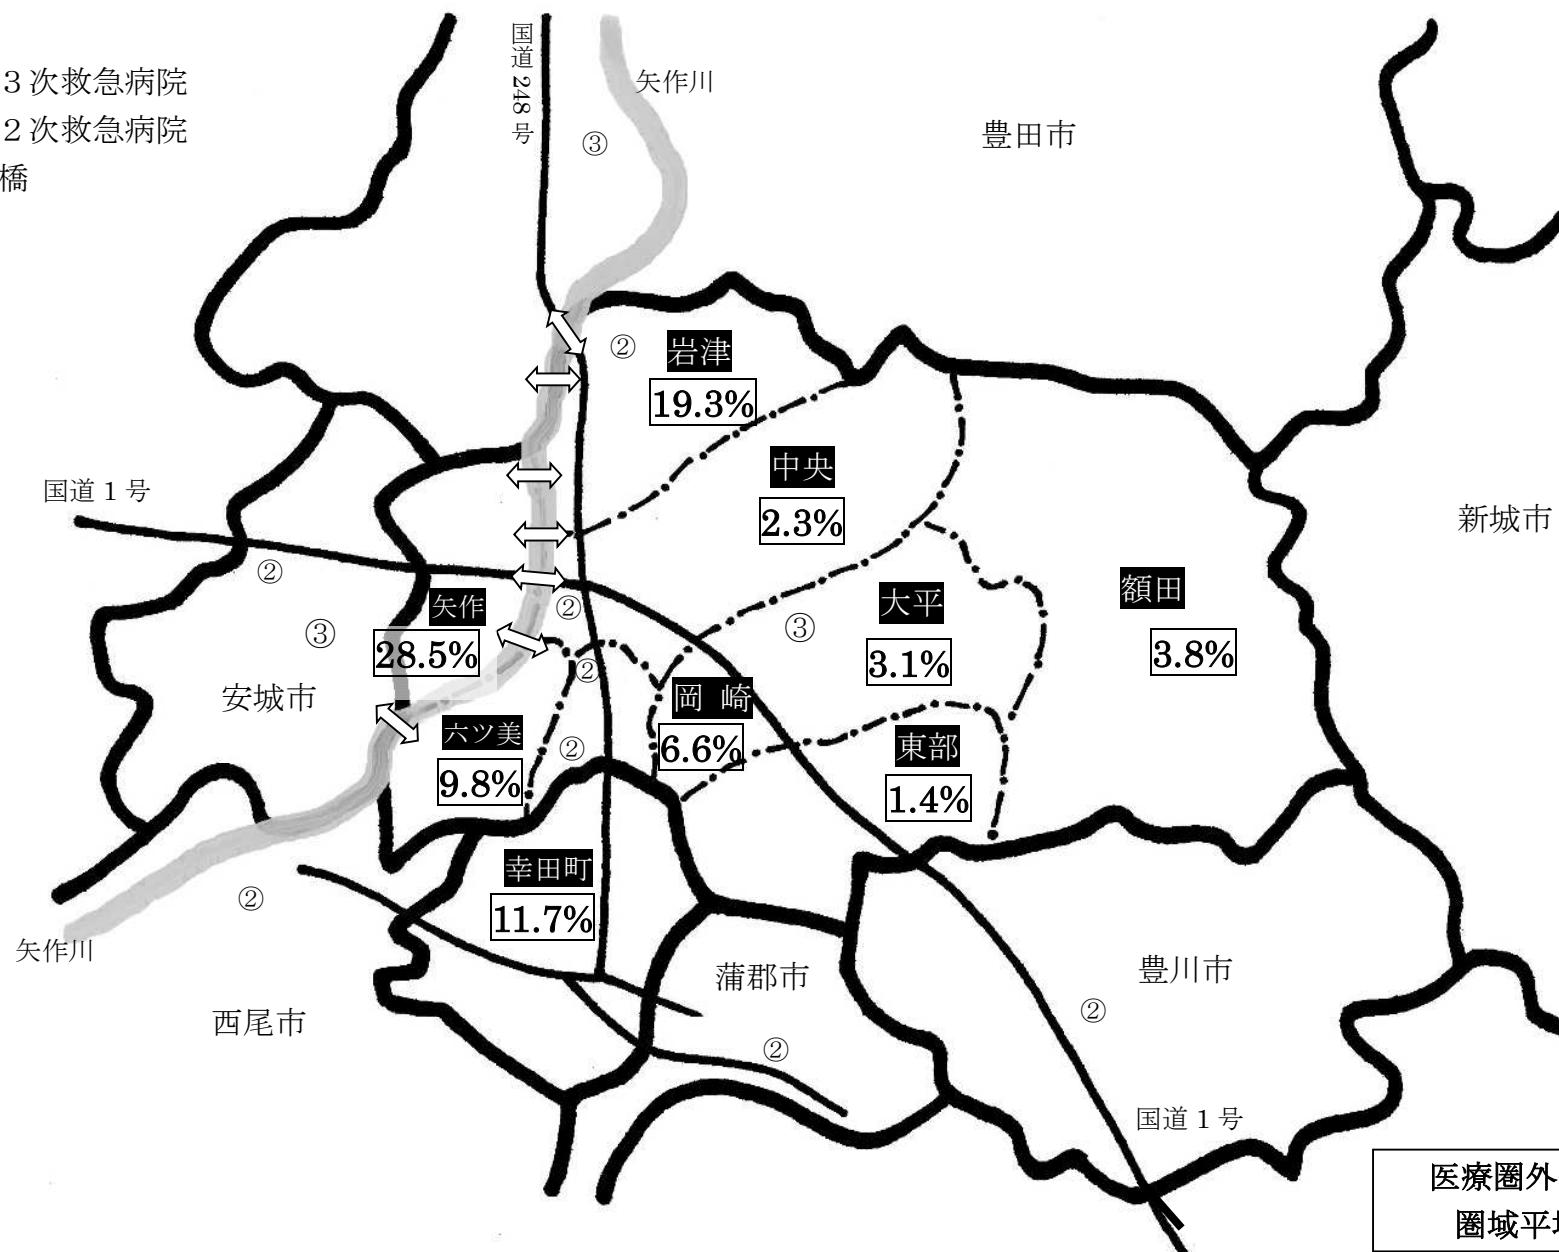 ３次救急病院
２次救急病院
橋
国道 248 号
矢作川
③
豊田市
②
岩津
19.3%
中央
2.3%
国道 1 号
新城市
②
矢作
28.5%
②
③
③
大平
3.1%
額田
3.8%
安城市
②
岡 崎
6.6%
六ツ美
9.8%
②
東部
1.4%
幸田町
11.7%
②
矢作川
西尾市
蒲郡市
②
豊川市
②
国道 1 号
医療圏外
圏域平